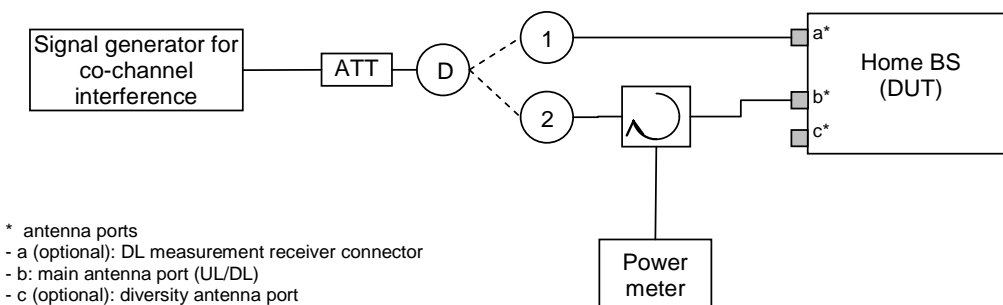 Signal generator for
co-channel
interference
ATT
D
1
2
a*
b*
c*
Home BS
(DUT)
Power
meter
* antenna ports
- a (optional): DL measurement receiver connector
- b: main antenna port (UL/DL)
- c (optional): diversity antenna port